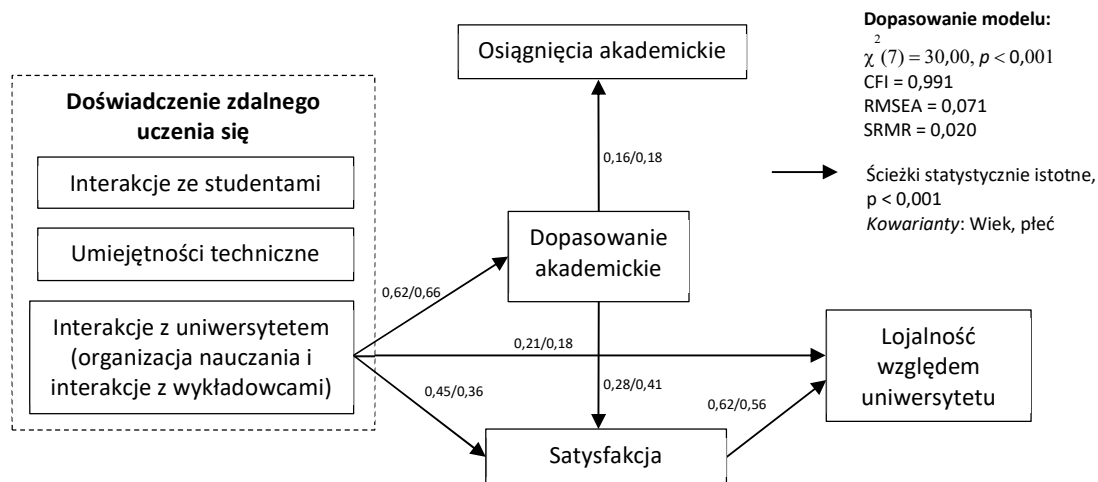 Doświadczenie zdalnego
uczenia się
Interakcje ze studentami
Umiejętności techniczne
Interakcje z uniwersytetem
(organizacja nauczania i
interakcje z wykładowcami)
Osiągnięcia akademickie
0,16/0,18
Dopasowanie
akademickie
0,62/0,66
0,21/0,18
0,45/0,36
0,28/0,41
0,62/0,56
Satysfakcja
Lojalność
względem
uniwersytetu
Dopasowanie modelu:
χ²(7) = 30,00, p < 0,001
CFI = 0,991
RMSEA = 0,071
SRMR = 0,020
Ścieżki statystycznie istotne,
p < 0,001
Kowarianty: Wiek, płeć